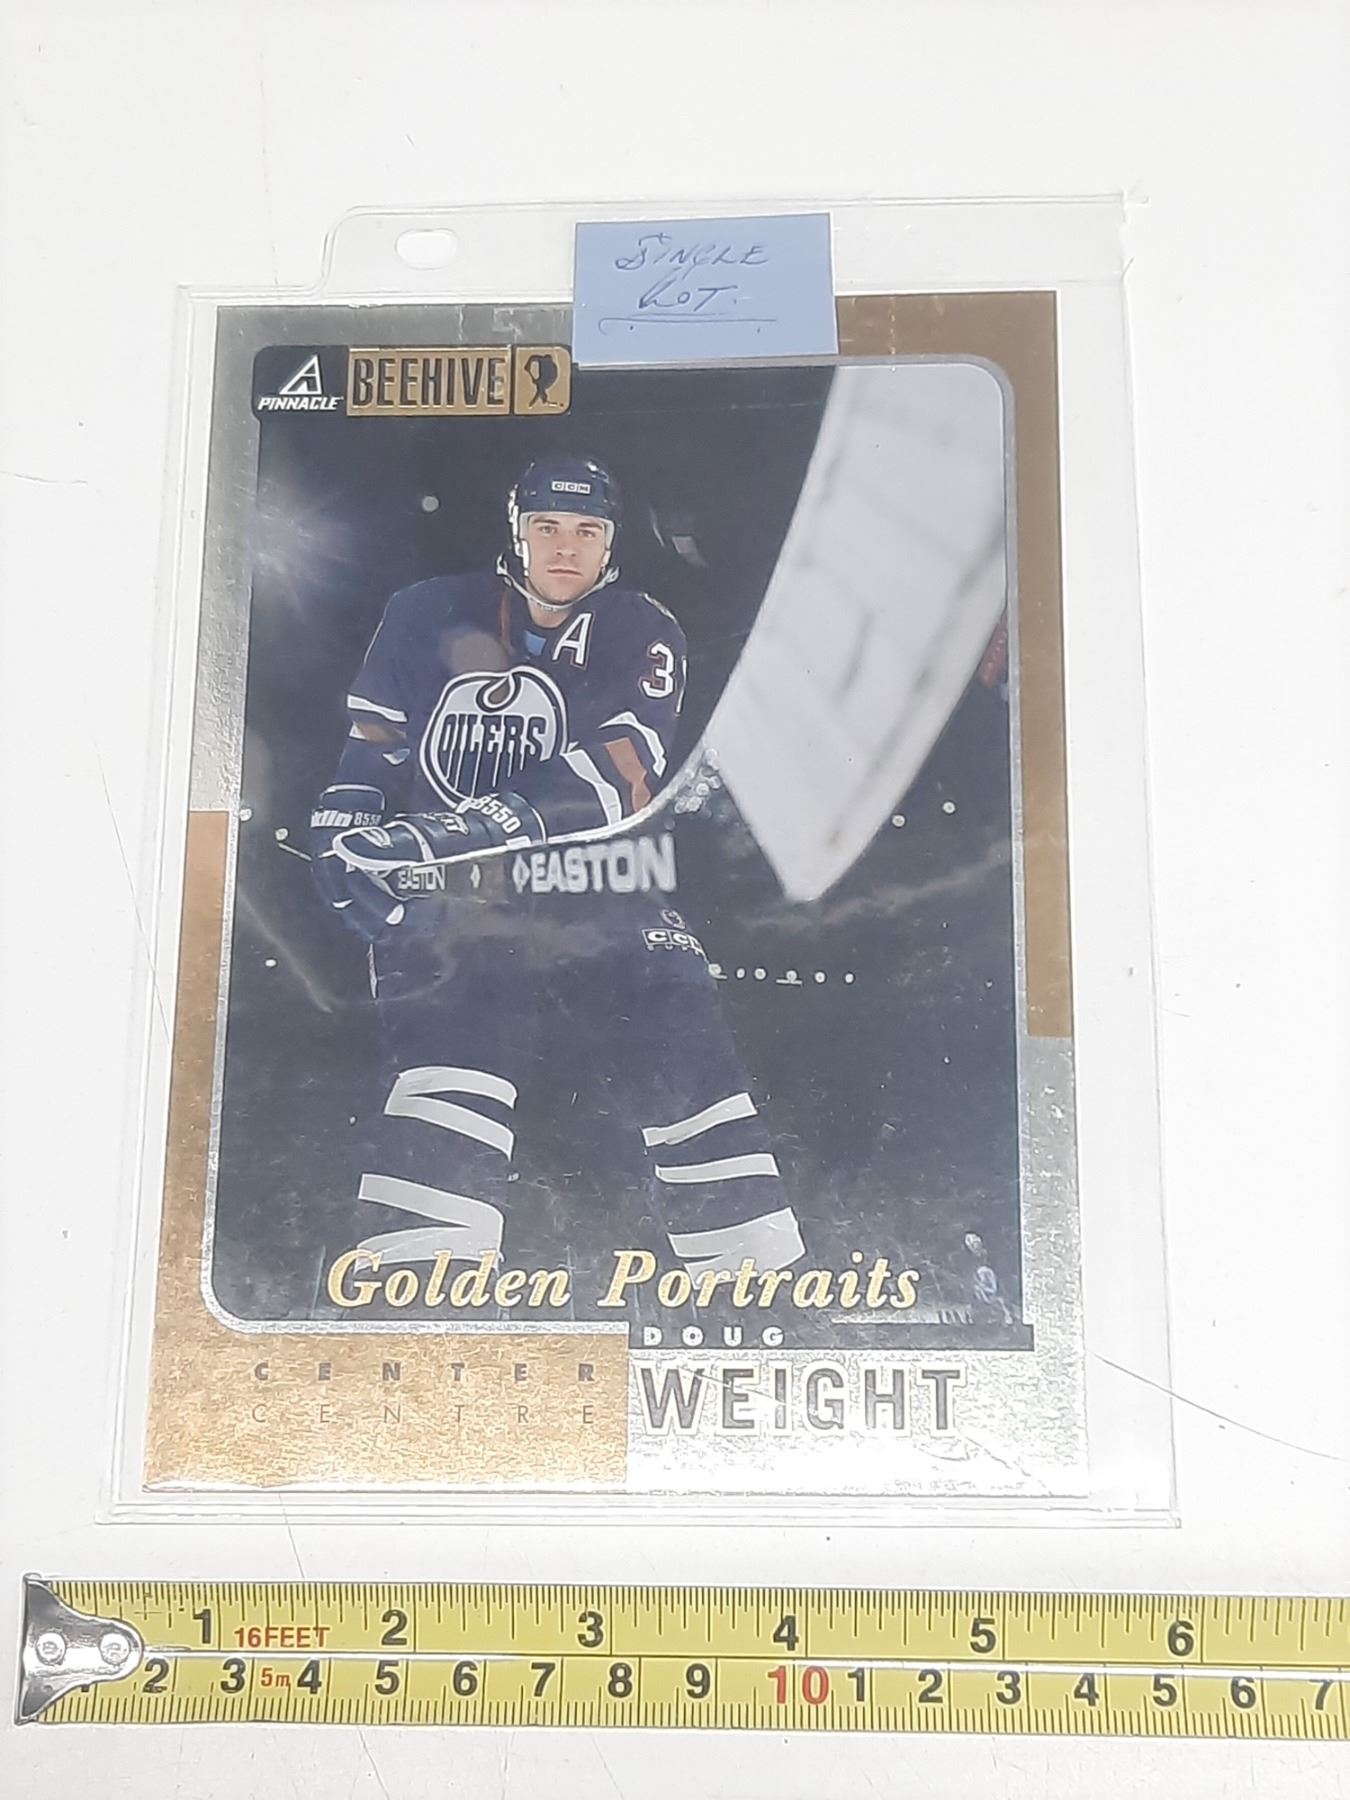 SINGLE
LOT.
PINNACLE
BEEHIVE
CCM
A
3
OILERS
8550
8550
EASTON
EASTON
CCM
Golden Portraits
DOUG
CENTER
WEIGHT
CENTRE
1 16FEET 2 3 4 5 6
2 3 5m 4 5 6 7 8 9 10 1 2 3 4 5 6 7